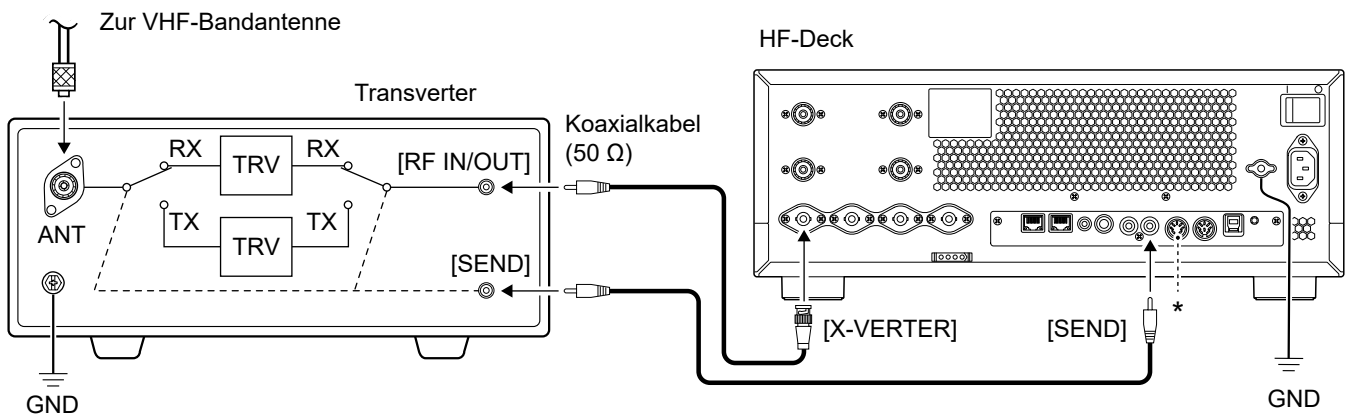 Zur VHF-Bandantenne
HF-Deck
Transverter
Koaxialkabel
(50 Ω)
RX
TRV
RX
[RF IN/OUT]
TX
TRV
TX
ANT
[SEND]
[X-VERTER]
[SEND]
*
GND
GND